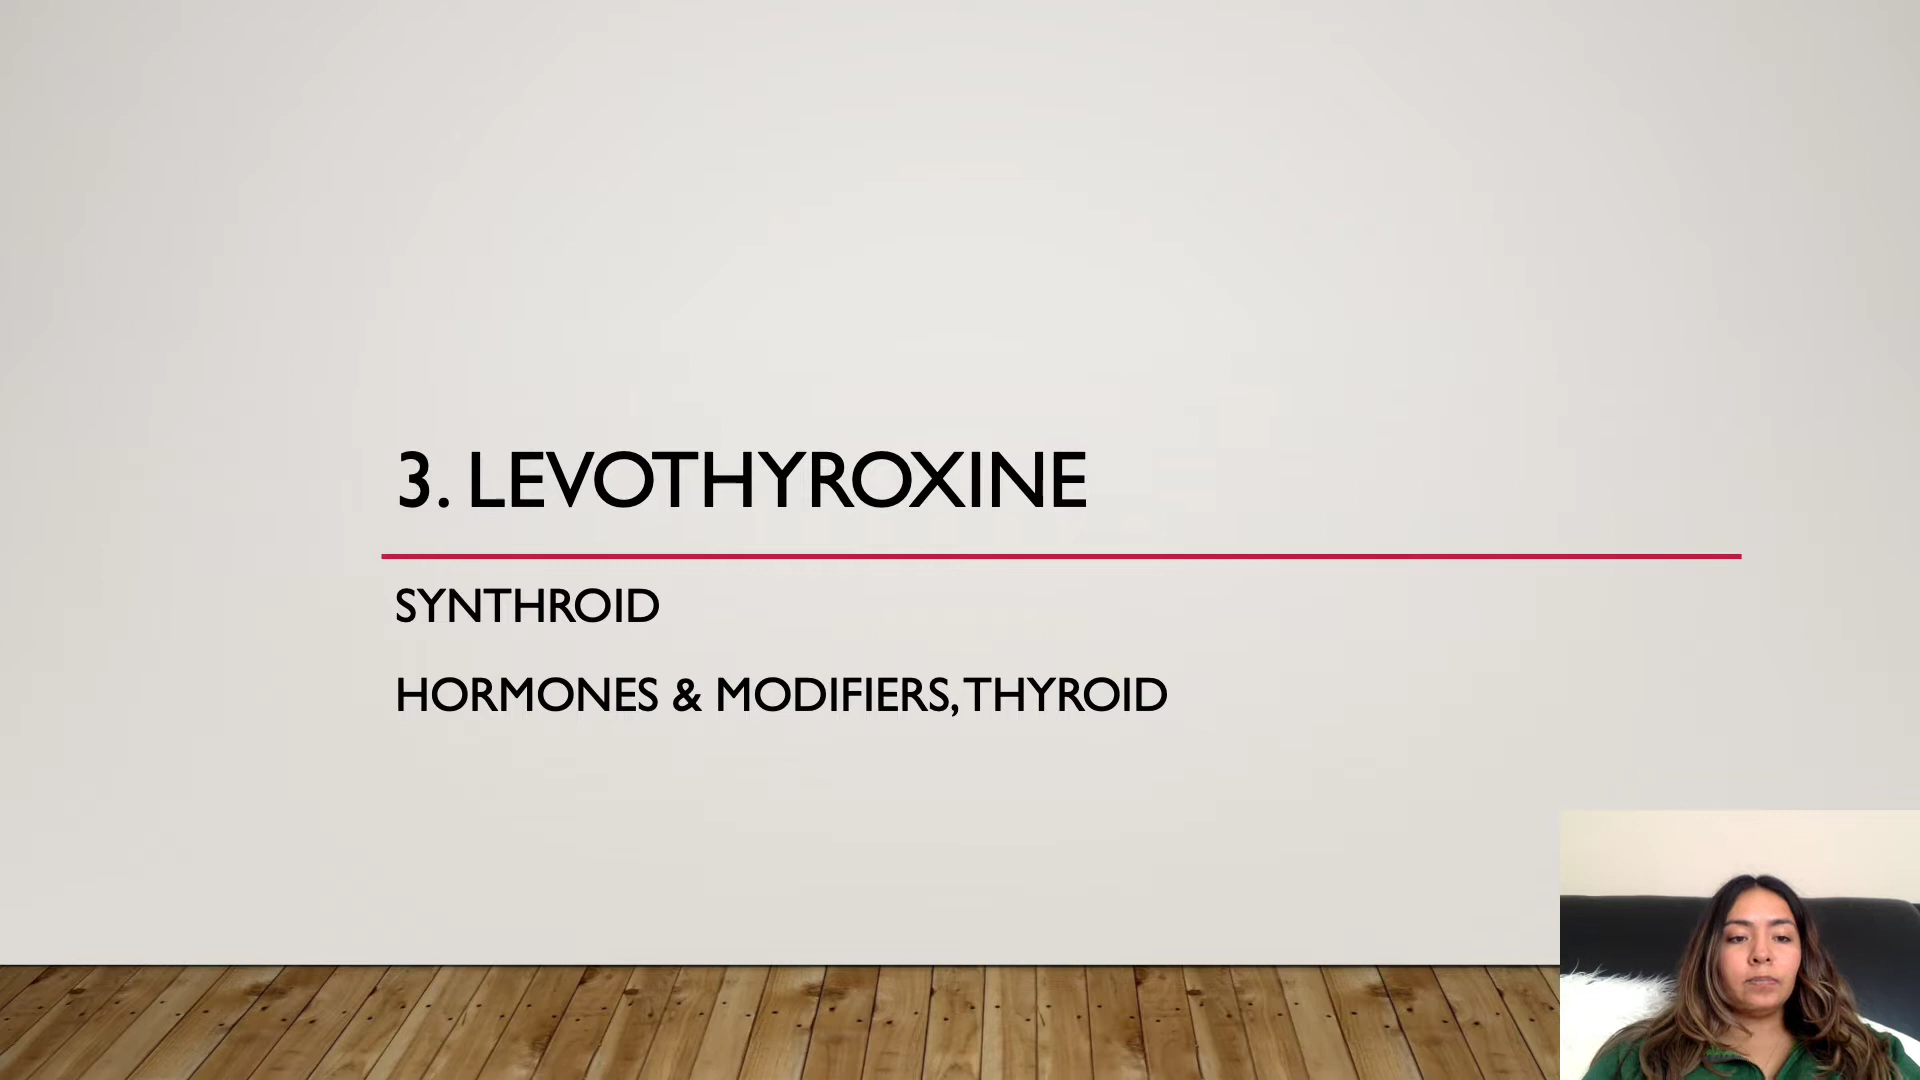 3. LEVOTHYROXINE
SYNTHROID
HORMONES & MODIFIERS, THYROID